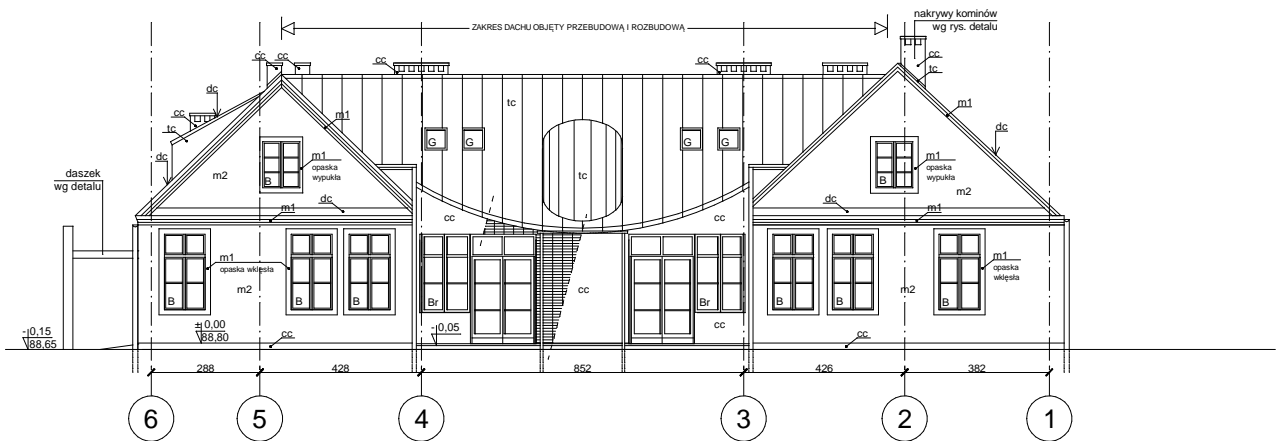 ZAKRES DACHU OBJĘTY PRZEBUDOWĄ I ROZBUDOWĄ
nakrywy kominów
wg rys. detalu
cc
cc
cc
cc
cc
tc
dc
cc
tc
m1
tc
m1
G
G
G
G
dc
dc
m1
opaska
wypukła
m1
opaska
wypukła
daszek
wg detalu
m2
B
tc
B
m2
dc
m1
cc
cc
dc
m1
m1
opaska wklęsła
m2
m1
opaska
wklęsła
m2
cc
B
B
B
Br
Br
B
B
B
- 0,15
88,65
± 0,00
88,80
- 0,05
cc
cc
cc
288
428
852
426
382
6
5
4
3
2
1